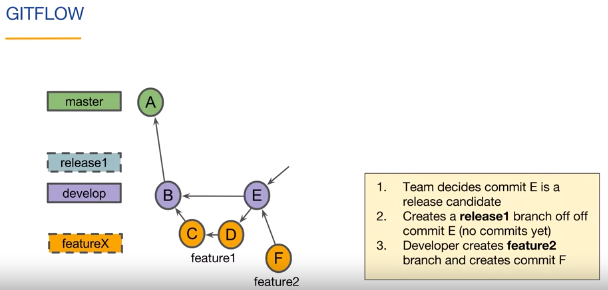 GITFLOW
master
A
release1
develop
B
E
featureX
C
D
feature1
F
feature2
1. Team decides commit E is a
release candidate
2. Creates a release1 branch off off
commit E (no commits yet)
3. Developer creates feature2
branch and creates commit F